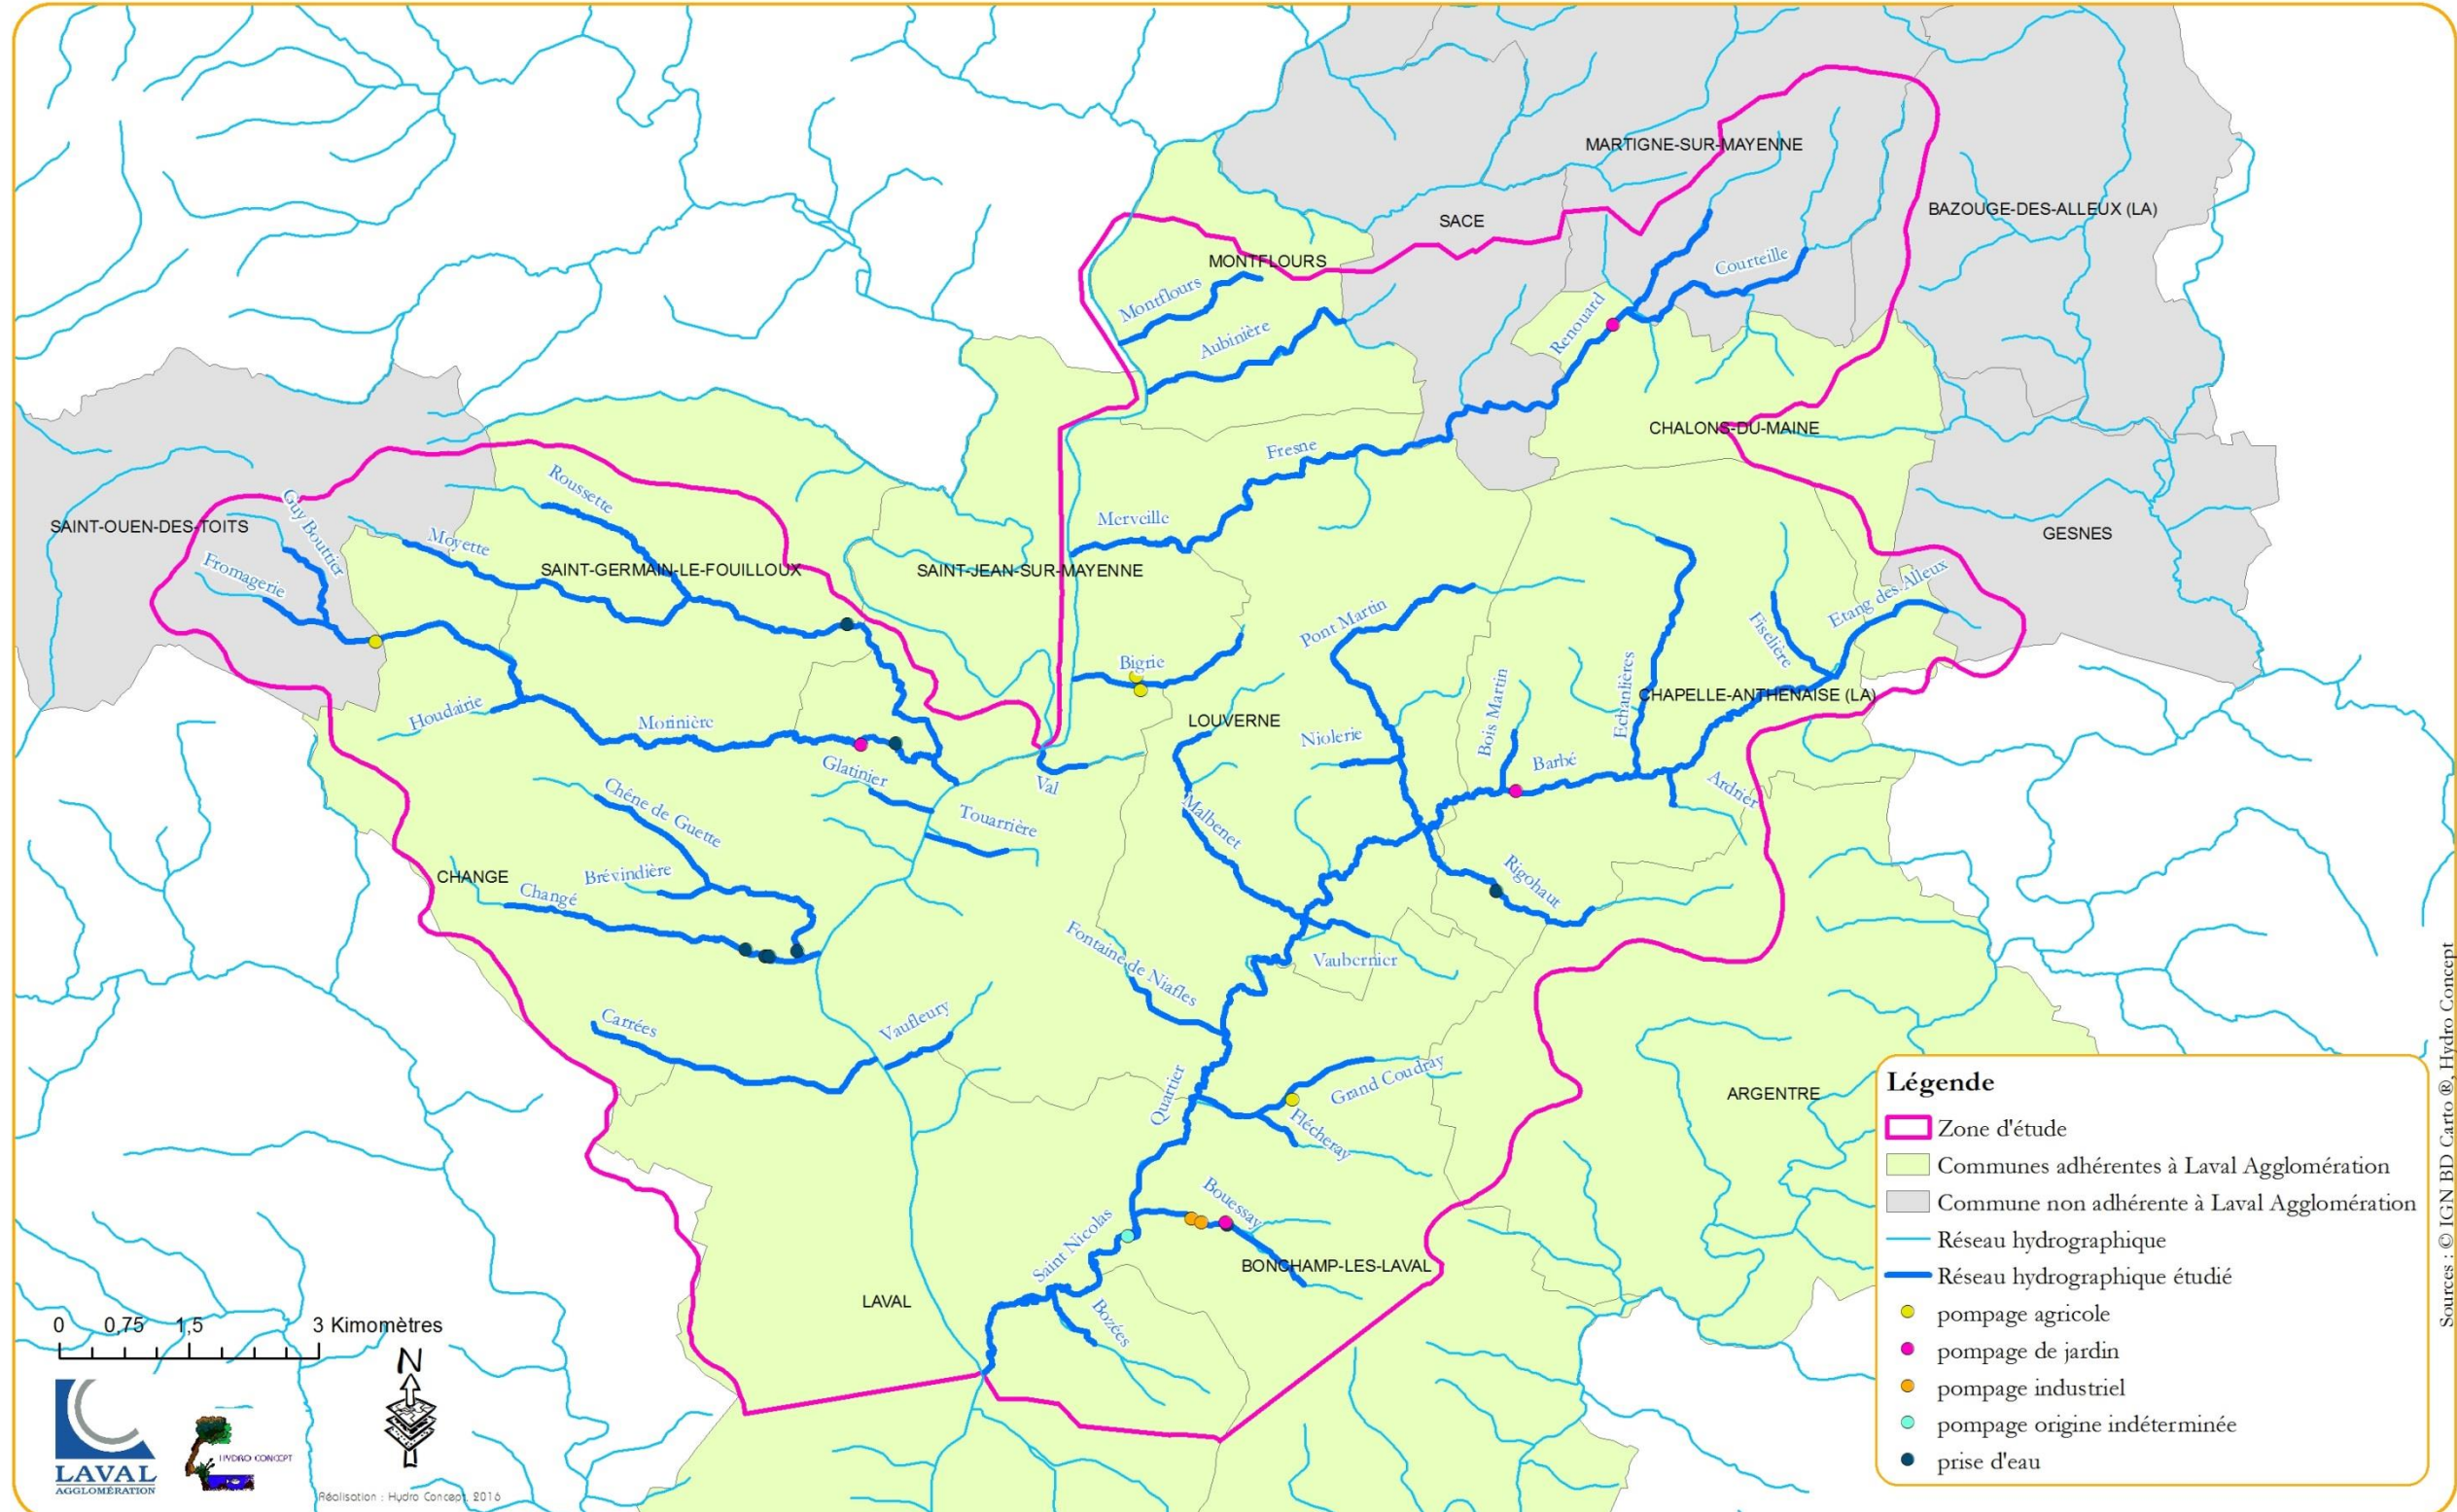 MARTIGNE-SUR-MAYENNE
BAZOUGE-DES-ALLEUX (LA)
SACE
MONTFLOURS
Courteille
Montflours
Renouard
Aubinière
CHALONS-DU-MAINE
Fresne
Roussette
Guy Bouttier
SAINT-OUEN-DES-TOITS
Merveille
GESNES
Moyette
Fromagerie
SAINT-GERMAIN-LE-FOUILLOUX
SAINT-JEAN-SUR-MAYENNE
Etang des Alleux
Pont Martin
Fiselière
Bigrie
Echanlières
CHAPELLE-ANTHENAISE (LA)
Houdairie
Morinière
LOUVERNE
Bois Martin
Niolerie
Barbé
Glatinier
Val
Ardrier
Chêne de Guette
Touarrière
Malbenet
CHANGE
Brévindière
Changé
Rigohaut
Fontaine de Niafles
Vaubernier
Carrées
Vaufleury
Quartier
Grand Coudray
Flécheray
ARGENTRE
Bouessay
Saint Nicolas
BONCHAMP-LES-LAVAL
LAVAL
Bozées
Légende
Zone d'étude
Communes adhérentes à Laval Agglomération
Commune non adhérente à Laval Agglomération
Réseau hydrographique
Réseau hydrographique étudié
pompage agricole
pompage de jardin
pompage industriel
pompage origine indéterminée
prise d'eau
0 0,75 1,5 3 Kimomètres
N
LAVAL
AGGLOMÉRATION
HYDRO CONCEPT
Réalisation : Hydro Concept, 2016
Sources : © IGN BD Carto ®, Hydro Concept